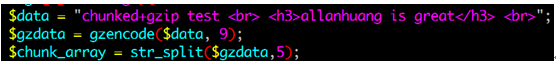 $data = "chunked+gzip test <br> <h3>allanhuang is great</h3> <br>";
$gzdata = gzencode($data, 9);
$chunk_array = str_split($gzdata,5);